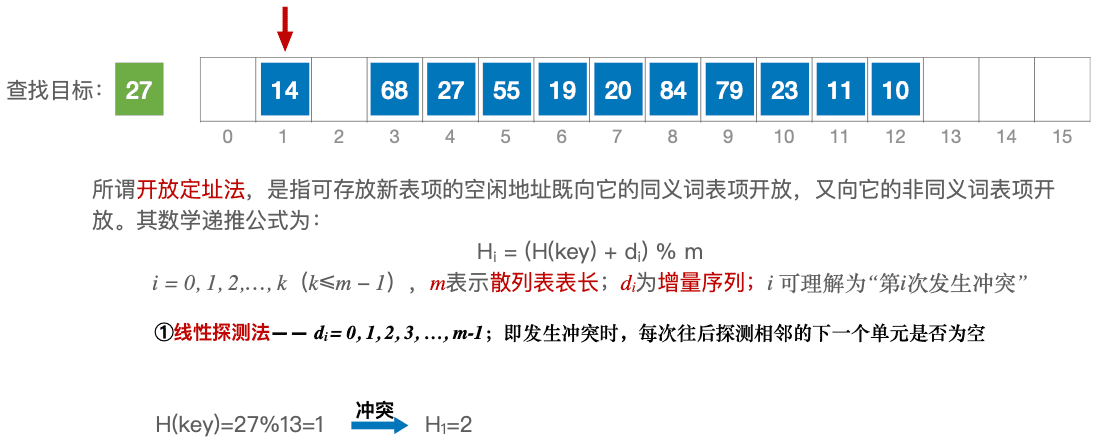 查找目标： 27 14 68 27 55 19 20 84 79 23 11 10
0 1 2 3 4 5 6 7 8 9 10 11 12 13 14 15
所谓开放定址法，是指可存放新表项的空闲地址既向它的同义词表项开放，又向它的非同义词表项开
放。其数学递推公式为：
Hᵢ = (H(key) + dᵢ) % m
i = 0, 1, 2,…, k（k≤m − 1），m表示散列表表长；dᵢ为增量序列；i 可理解为“第i次发生冲突”
①线性探测法—— dᵢ = 0, 1, 2, 3, …, m-1；即发生冲突时，每次往后探测相邻的下一个单元是否为空
冲突
H(key)=27%13=1 H₁=2